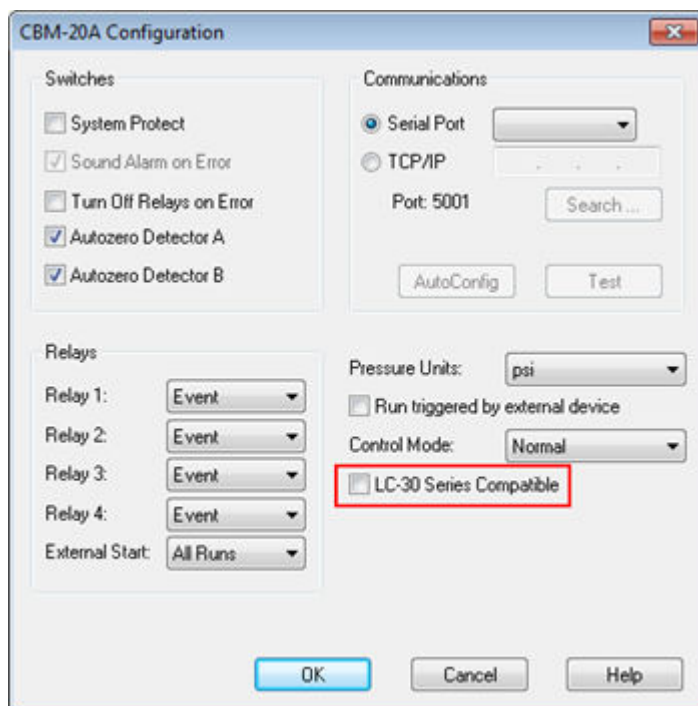 CBM-20A Configuration
Switches
System Protect
Sound Alarm on Error
Turn Off Relays on Error
Autozero Detector A
Autozero Detector B
Communications
Serial Port
TCP/IP
Port: 5001
Search ...
AutoConfig
Test
Relays
Relay 1: Event
Relay 2: Event
Relay 3: Event
Relay 4: Event
External Start: All Runs
Pressure Units: psi
Run triggered by external device
Control Mode: Normal
LC-30 Series Compatible
OK
Cancel
Help